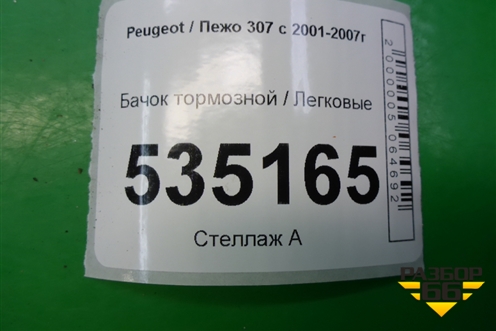 Peugeot / Пежо 307 с 2001-2007г
Бачок тормозной / Легковые
535165
Стеллаж А
2000005064692
РАЗБОР
66